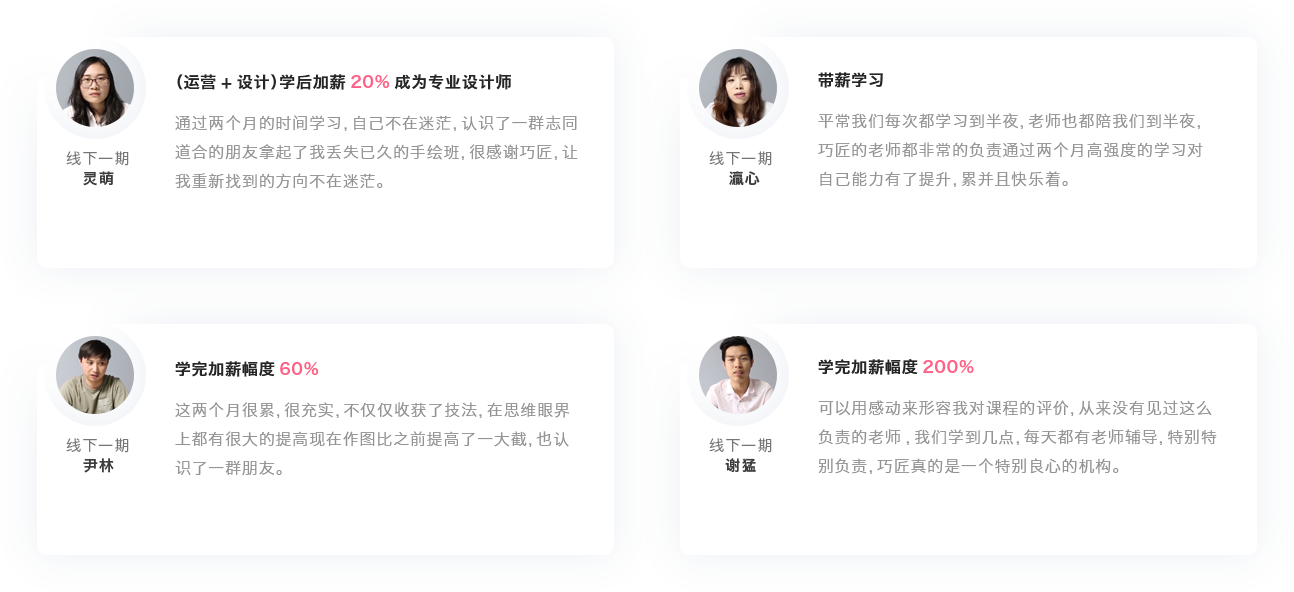 (运营 + 设计)学后加薪 20% 成为专业设计师
通过两个月的时间学习, 自己不在迷茫, 认识了一群志同
道合的朋友拿起了我丢失已久的手绘班, 很感谢巧匠, 让
我重新找到的方向不在迷茫。
线下一期
灵萌
带薪学习
平常我们每次都学习到半夜, 老师也都陪我们到半夜,
巧匠的老师都非常的负责通过两个月高强度的学习对
自己能力有了提升, 累并且快乐着。
线下一期
瀛心
学完加薪幅度 60%
这两个月很累, 很充实, 不仅仅收获了技法, 在思维眼界
上都有很大的提高现在作图比之前提高了一大截, 也认
识了一群朋友。
线下一期
尹林
学完加薪幅度 200%
可以用感动来形容我对课程的评价, 从来没有见过这么
负责的老师 , 我们学到几点, 每天都有老师辅导, 特别特
别负责, 巧匠真的是一个特别良心的机构。
线下一期
谢猛